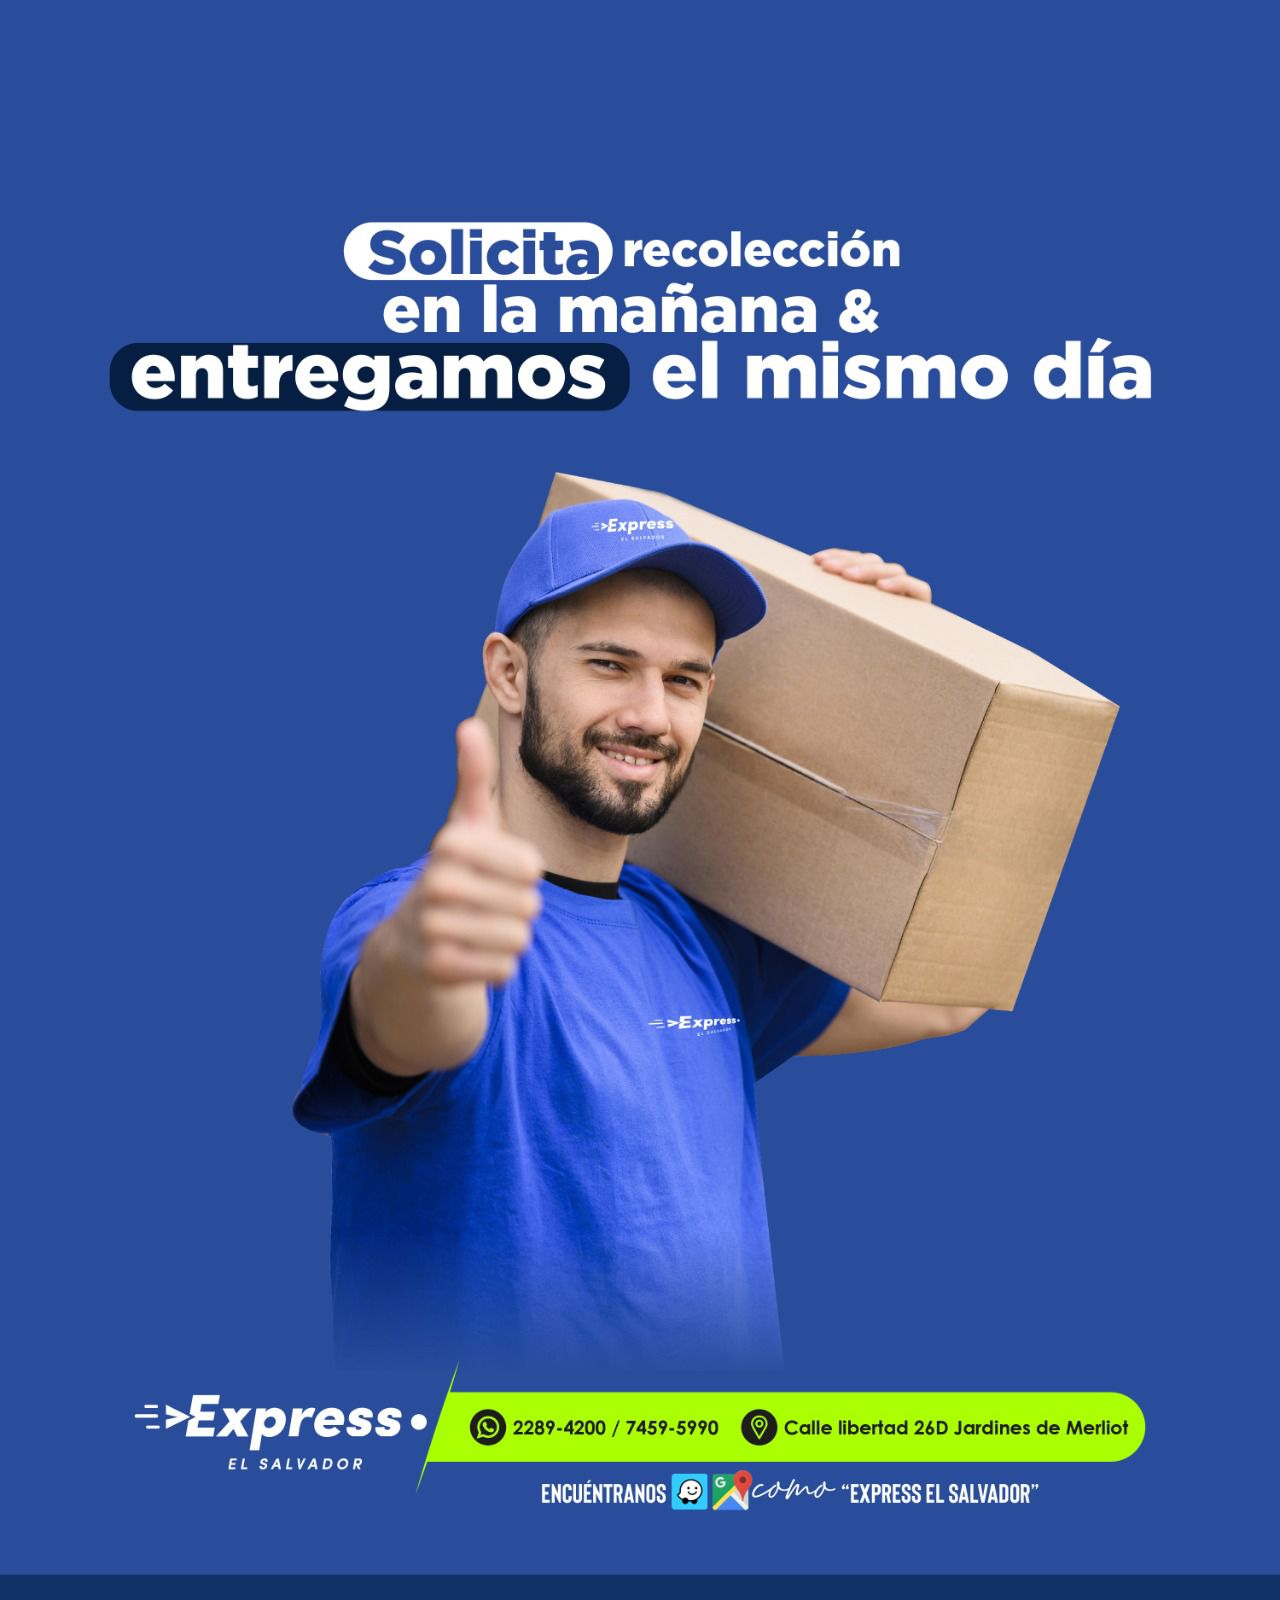 Solicita recolección
en la mañana &
entregamos el mismo día
Express
EL SALVADOR
Express
EL SALVADOR
Express
EL SALVADOR
2289-4200 / 7459-5990 Calle libertad 26D Jardines de Merliot
ENCUÉNTRANOS G como “EXPRESS EL SALVADOR”